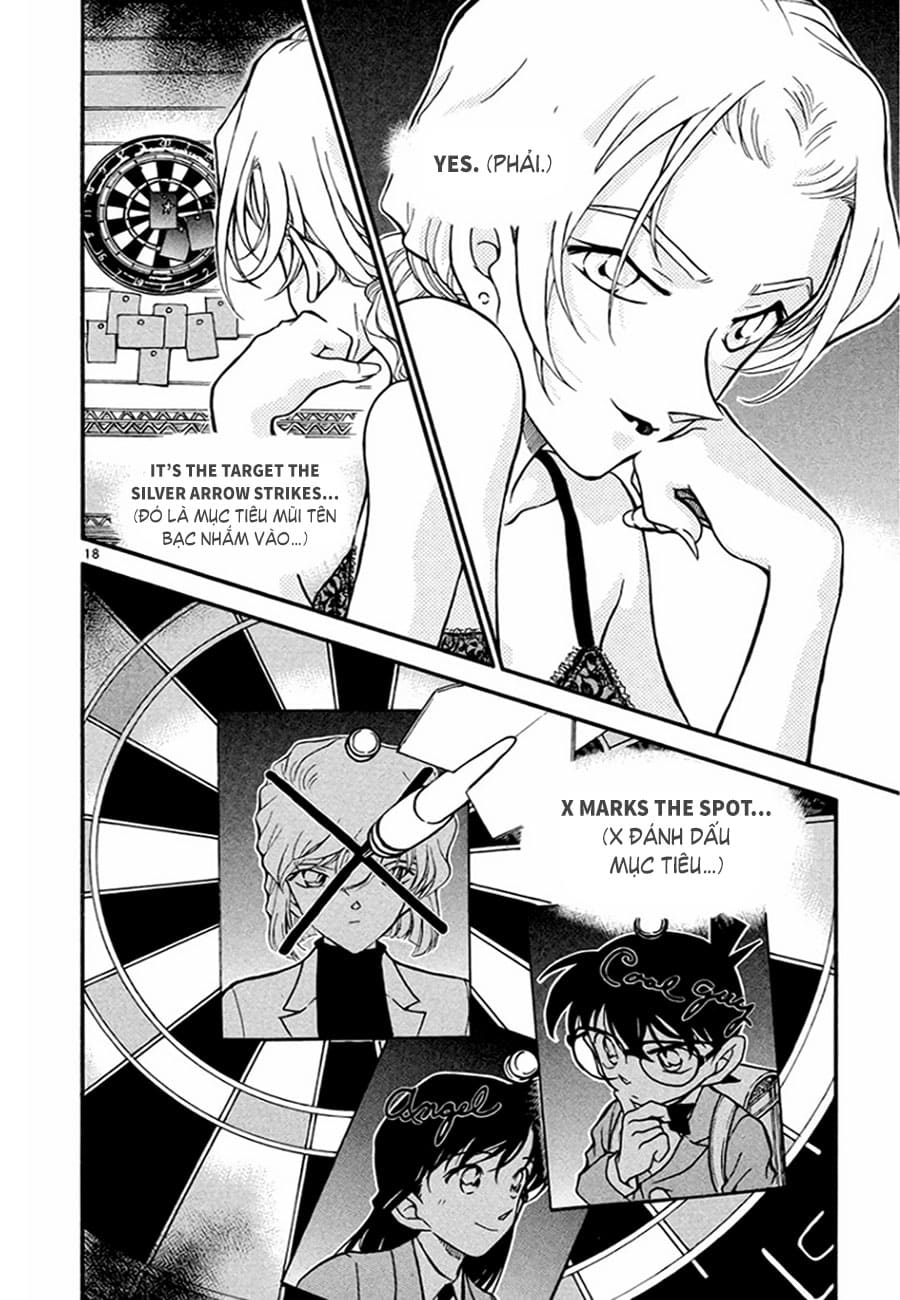 YES. (PHẢI.)
IT'S THE TARGET THE
SILVER ARROW STRIKES...
(ĐÓ LÀ MỤC TIÊU MŨI TÊN
BẠC NHẮM VÀO...)
18
X MARKS THE SPOT...
(X ĐÁNH DẤU
MỤC TIÊU...)
Cool guy
Angel